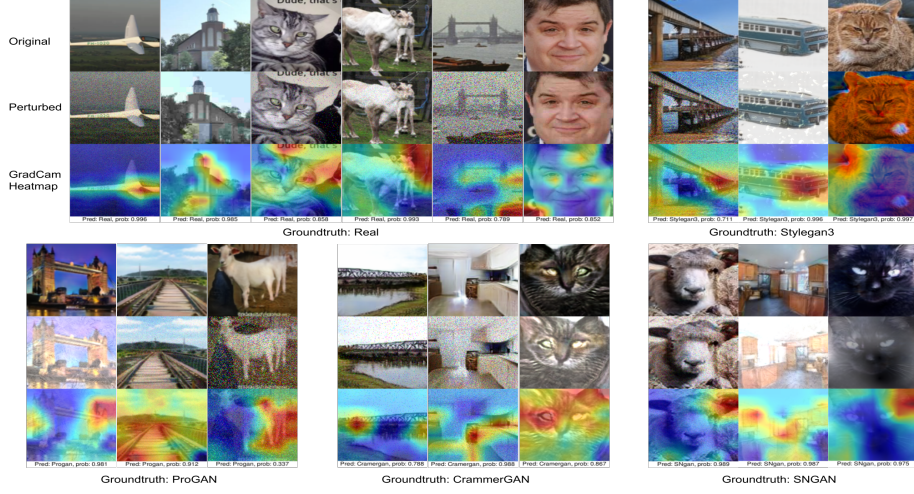 Original
Dude, that's
Perturbed
Dude, that's
GradCam
Heatmap
Dude, that's
Pred: Real, prob: 0.996
Pred: Real, prob: 0.985
Pred: Real, prob: 0.858
Pred: Real, prob: 0.993
Pred: Real, prob: 0.789
Pred: Real, prob: 0.852
Pred: Stylegan3, prob: 0.711
Pred: Stylegan3, prob: 0.996
Pred: Stylegan3, prob: 0.997
Groundtruth: Real
Groundtruth: Stylegan3
Pred: Progan, prob: 0.981
Pred: Progan, prob: 0.912
Pred: Progan, prob: 0.337
Pred: Cramergan, prob: 0.788
Pred: Cramergan, prob: 0.988
Pred: Cramergan, prob: 0.867
Pred: SNgan, prob: 0.989
Pred: SNgan, prob: 0.987
Pred: SNgan, prob: 0.975
Groundtruth: ProGAN
Groundtruth: CrammerGAN
Groundtruth: SNGAN